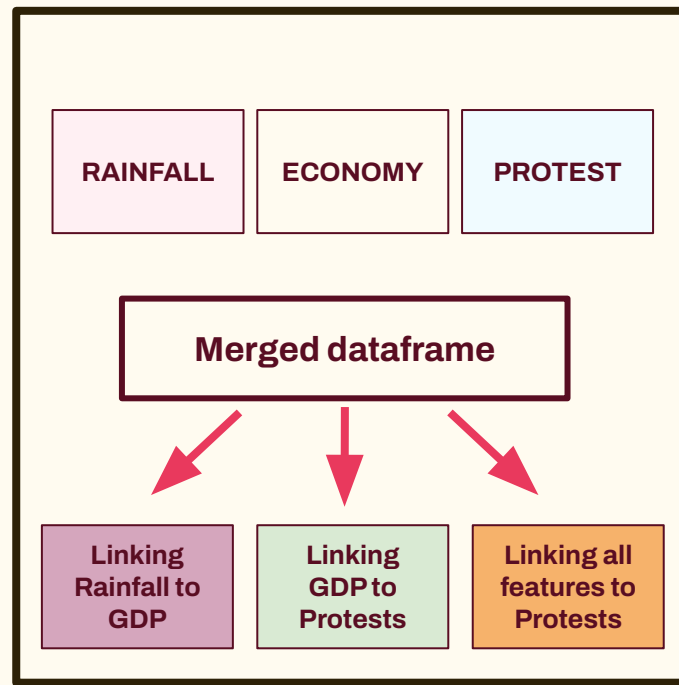 RAINFALL
ECONOMY
PROTEST
Merged dataframe
Linking
Rainfall to
GDP
Linking
GDP to
Protests
Linking all
features to
Protests